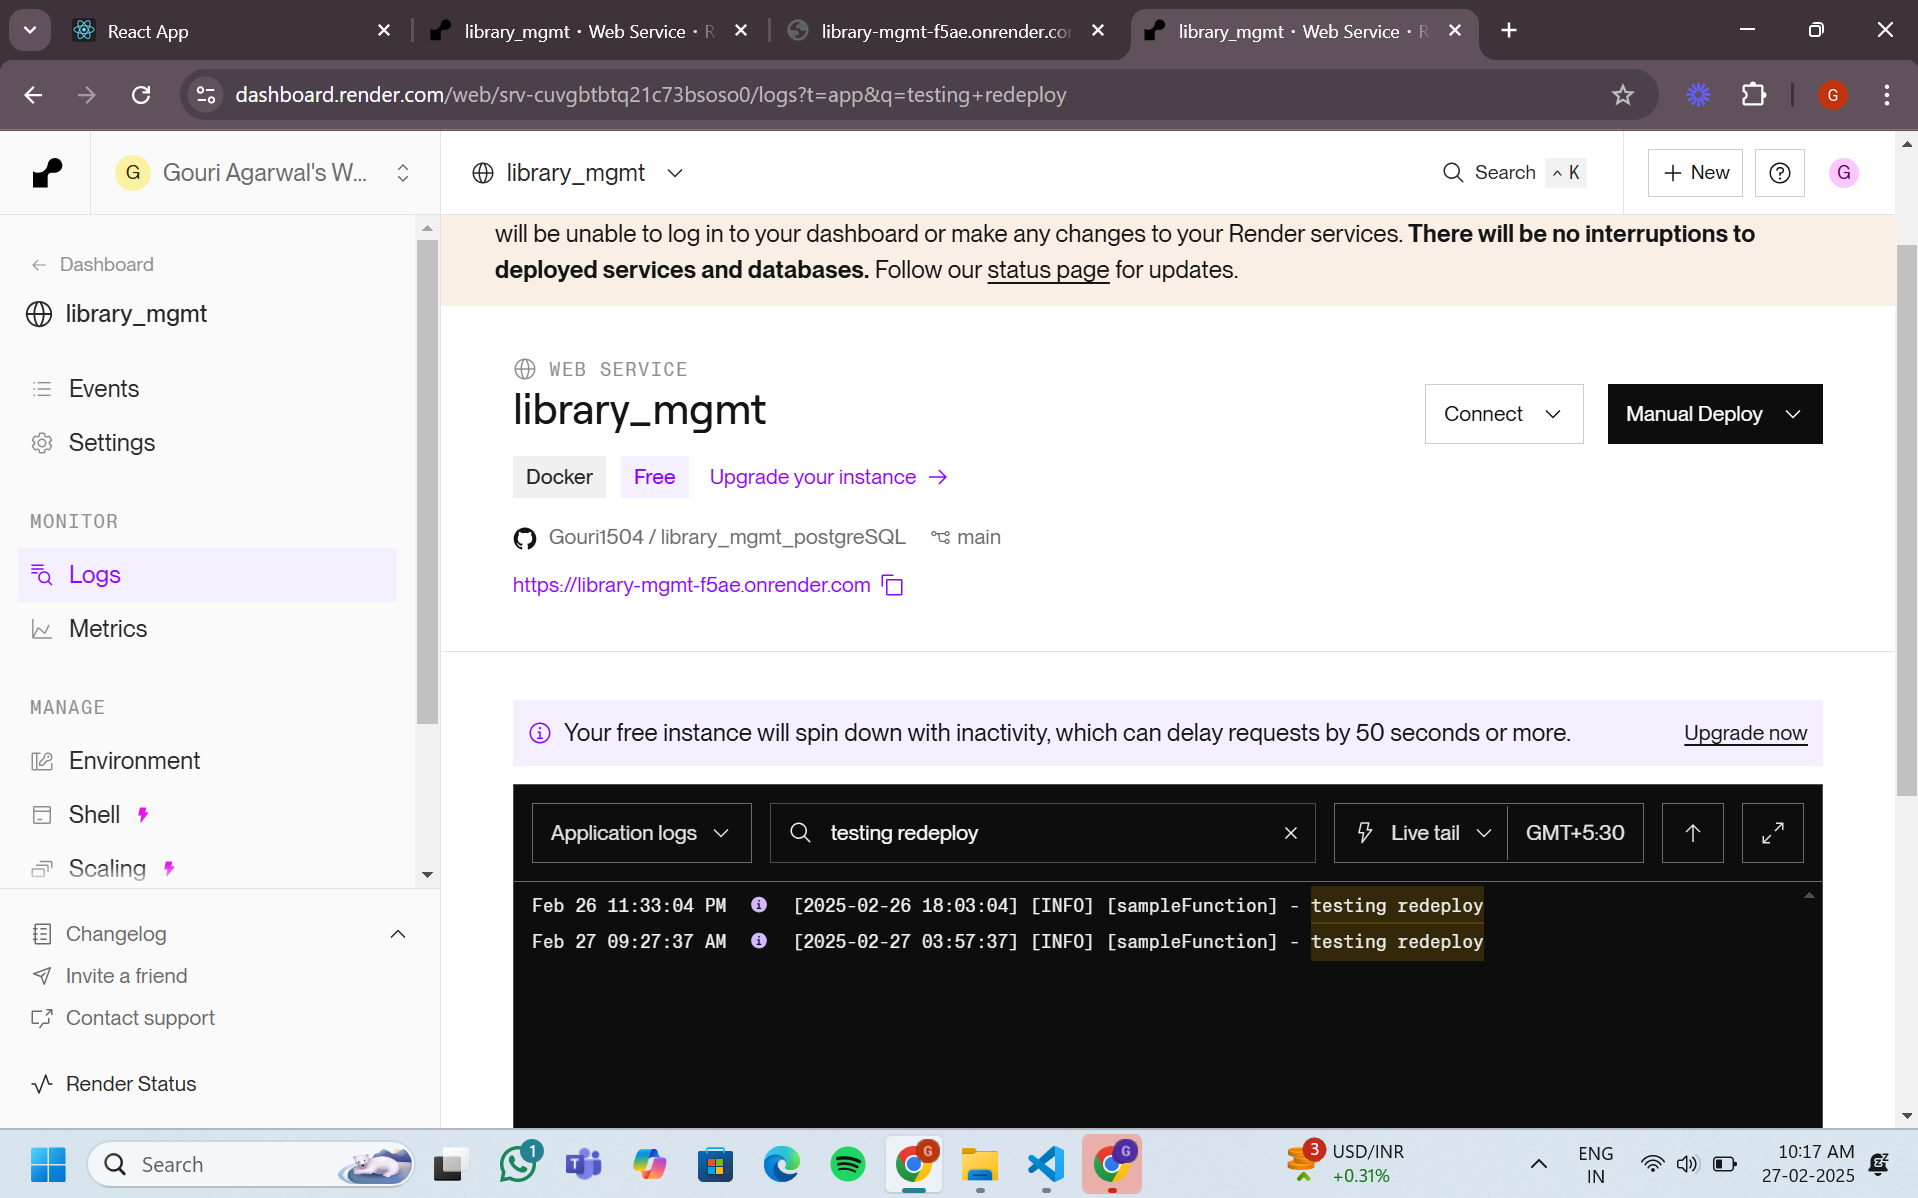 React App
library_mgmt · Web Service · R
library-mgmt-f5ae.onrender.co
library_mgmt · Web Service · R
dashboard.render.com/web/srv-cuvgbtbtq21c73bsoso0/logs?t=app&q=testing+redeploy
G
G
Gouri Agarwal's W...
library_mgmt
Search
^ K
+ New
G
Dashboard
library_mgmt
Events
Settings
MONITOR
Logs
Metrics
MANAGE
Environment
Shell
Scaling
Changelog
Invite a friend
Contact support
Render Status
will be unable to log in to your dashboard or make any changes to your Render services. There will be no interruptions to
deployed services and databases. Follow our status page for updates.
WEB SERVICE
library_mgmt
Connect
Manual Deploy
Docker
Free
Upgrade your instance →
Gouri1504 / library_mgmt_postgreSQL
main
https://library-mgmt-f5ae.onrender.com
Your free instance will spin down with inactivity, which can delay requests by 50 seconds or more.
Upgrade now
Application logs
testing redeploy
Live tail
GMT+5:30
Feb 26 11:33:04 PM [2025-02-26 18:03:04] [INFO] [sampleFunction] - testing redeploy
Feb 27 09:27:37 AM [2025-02-27 03:57:37] [INFO] [sampleFunction] - testing redeploy
Search
1
G
G
3
USD/INR
+0.31%
ENG
IN
10:17 AM
27-02-2025